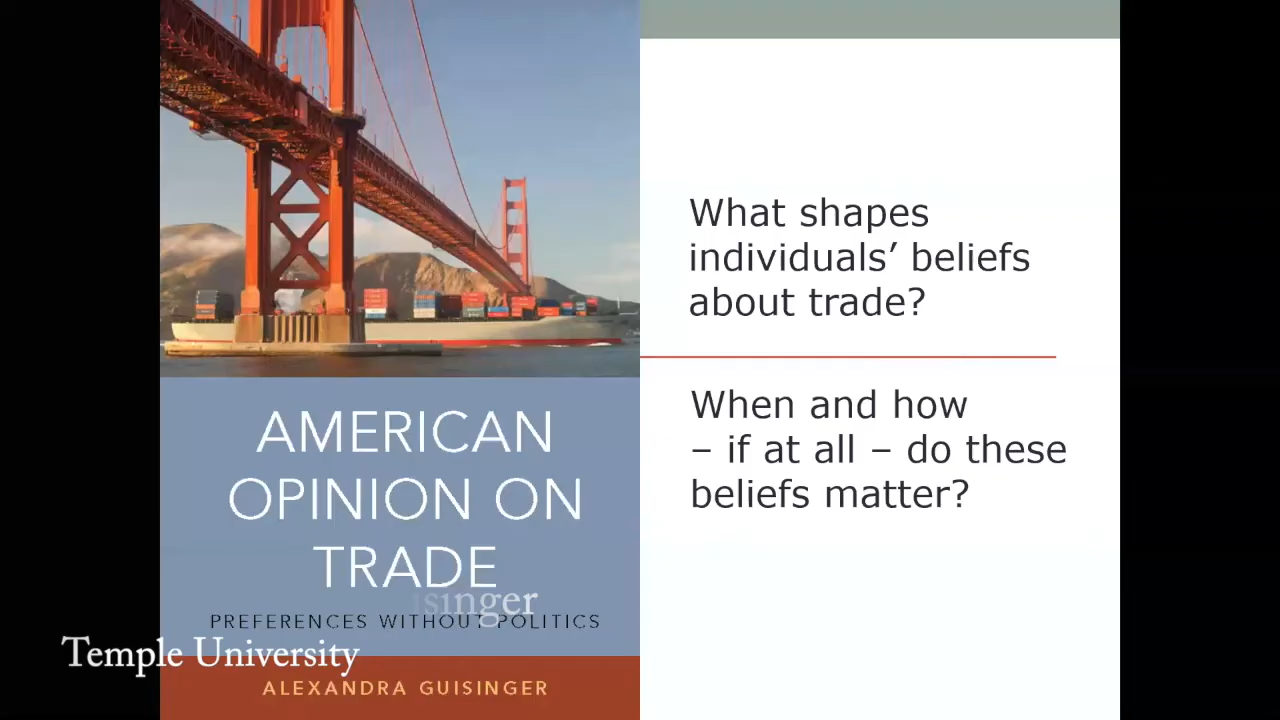 AMERICAN
OPINION ON
TRADE
PREFERENCES WITHOUT POLITICS
ALEXANDRA GUISINGER
What shapes
individuals’ beliefs
about trade?
When and how
– if at all – do these
beliefs matter?
isinger
Temple University